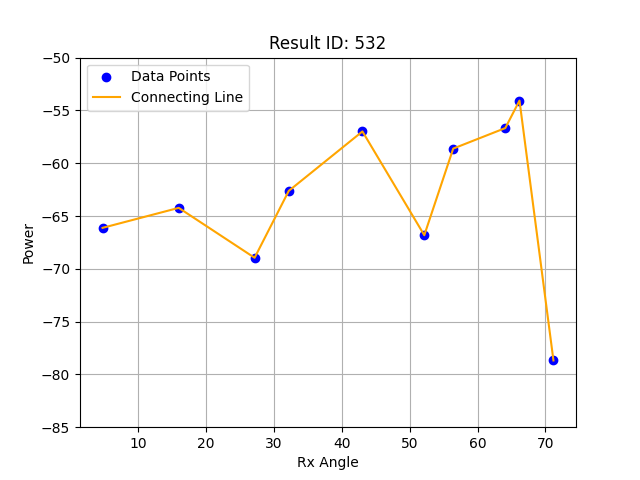 Result ID: 532
Data Points
Connecting Line
Power
−50
−55
−60
−65
−70
−75
−80
−85
10 20 30 40 50 60 70
Rx Angle